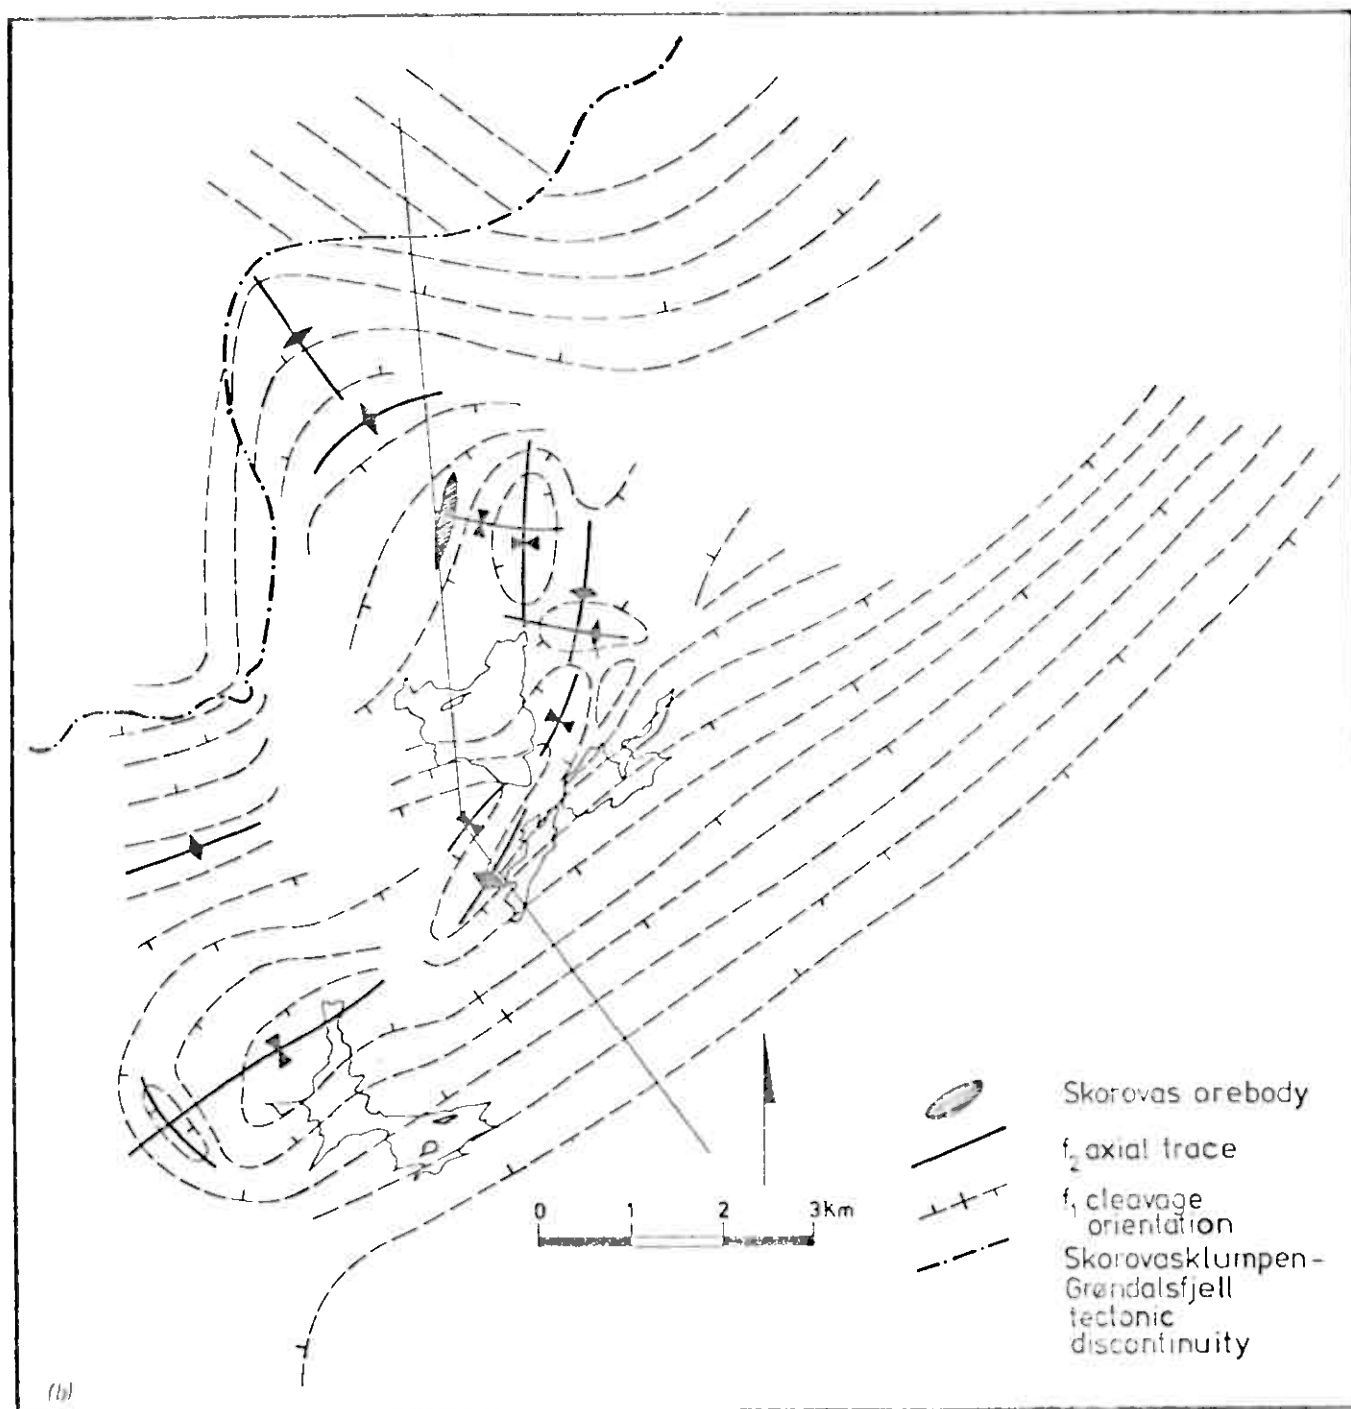 0 1 2 3km
Skorovas orebody
f₂ axial trace
f₁ cleavage
orientation
Skorovasklumpen-
Grøndalsfjell
tectonic
discontinuity
(b)